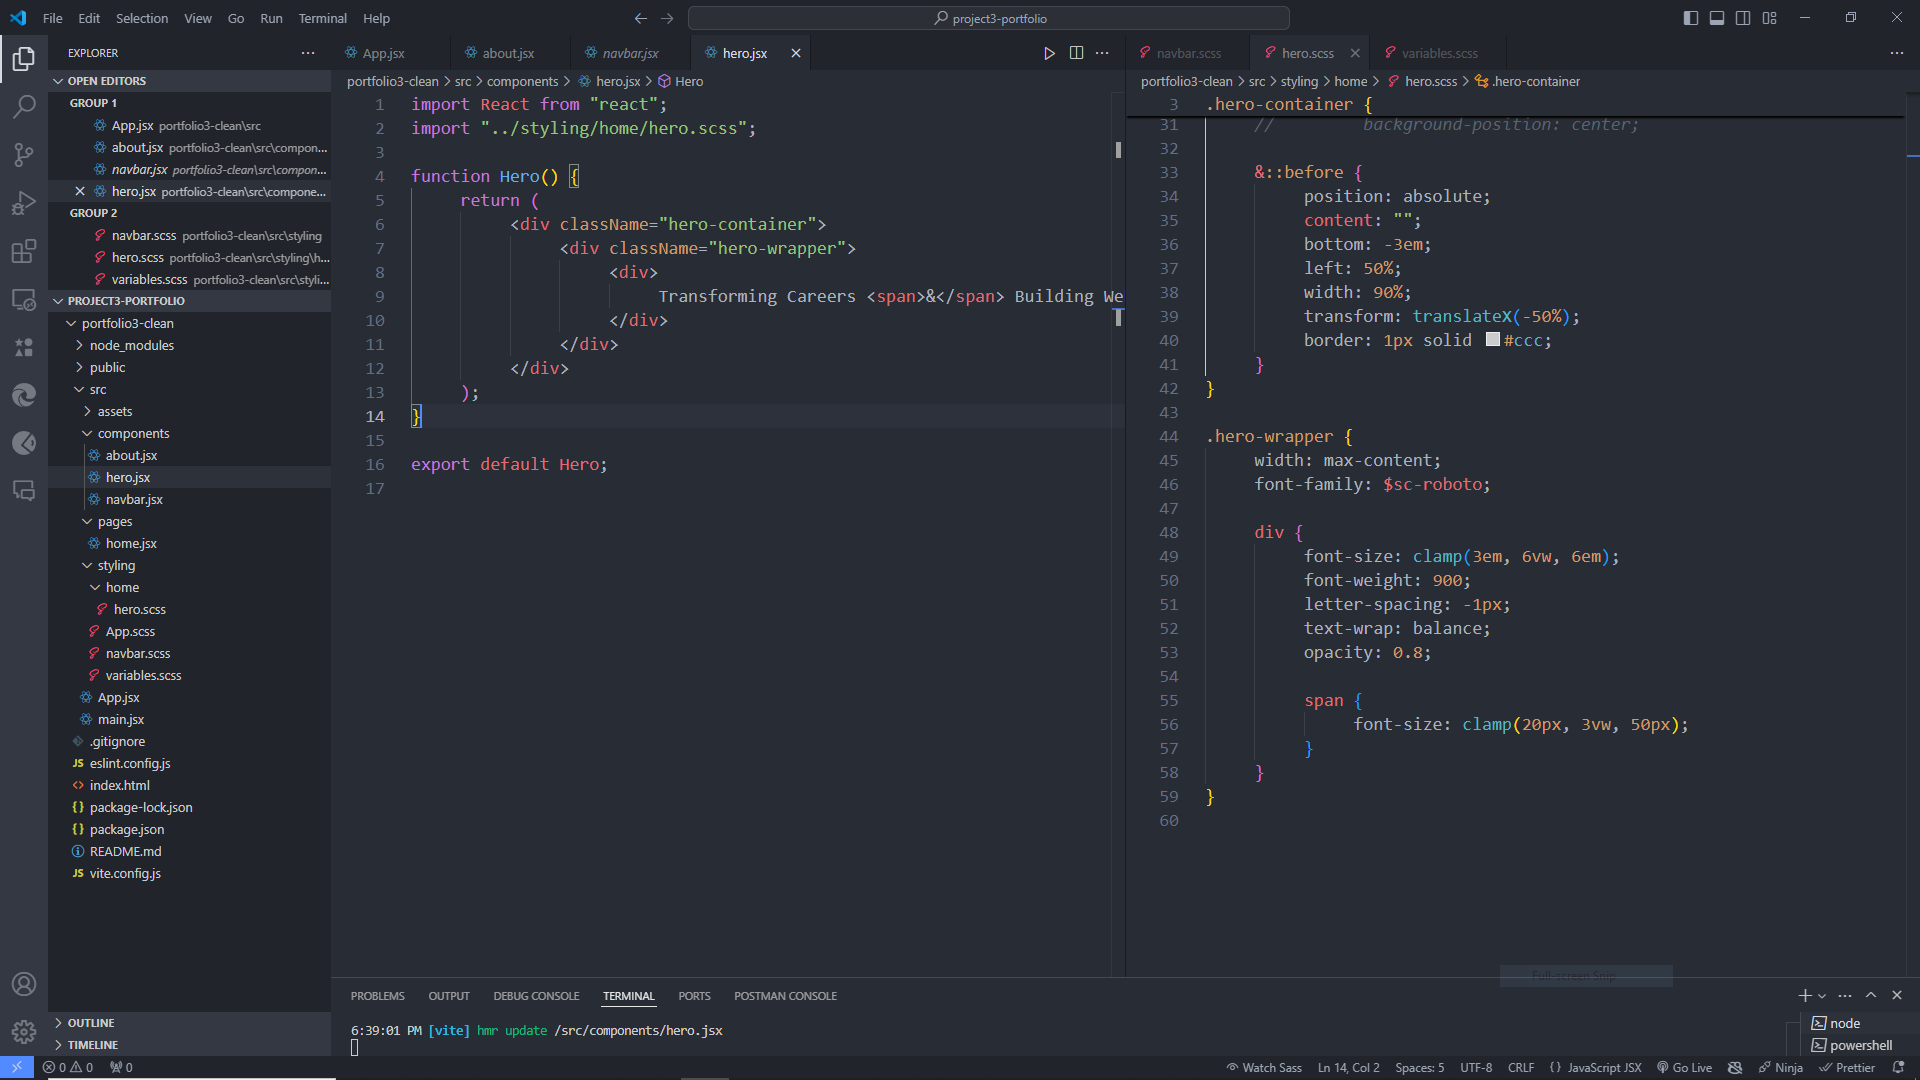 File Edit Selection View Go Run Terminal Help
project3-portfolio
EXPLORER
OPEN EDITORS
GROUP 1
App.jsx portfolio3-clean\src
about.jsx portfolio3-clean\src\compon...
navbar.jsx portfolio3-clean\src\compon...
hero.jsx portfolio3-clean\src\compone...
GROUP 2
navbar.scss portfolio3-clean\src\styling
hero.scss portfolio3-clean\src\styling\h...
variables.scss portfolio3-clean\src\styli...
PROJECT3-PORTFOLIO
portfolio3-clean
node_modules
public
src
assets
components
about.jsx
hero.jsx
navbar.jsx
pages
home.jsx
styling
home
hero.scss
App.scss
navbar.scss
variables.scss
App.jsx
main.jsx
.gitignore
JS eslint.config.js
index.html
{} package-lock.json
{} package.json
README.md
JS vite.config.js
OUTLINE
TIMELINE
App.jsx about.jsx navbar.jsx hero.jsx
portfolio3-clean > src > components > hero.jsx > Hero
1 import React from "react";
2 import "../styling/home/hero.scss";
3
4 function Hero() {
5 return (
6 <div className="hero-container">
7 <div className="hero-wrapper">
8 <div>
9 Transforming Careers <span>&</span> Building We
10 </div>
11 </div>
12 </div>
13 );
14 }
15
16 export default Hero;
17
navbar.scss hero.scss variables.scss
portfolio3-clean > src > styling > home > hero.scss > .hero-container
3 .hero-container {
31 // background-position: center;
32
33 &::before {
34 position: absolute;
35 content: "";
36 bottom: -3em;
37 left: 50%;
38 width: 90%;
39 transform: translateX(-50%);
40 border: 1px solid #ccc;
41 }
42 }
43
44 .hero-wrapper {
45 width: max-content;
46 font-family: $sc-roboto;
47
48 div {
49 font-size: clamp(3em, 6vw, 6em);
50 font-weight: 900;
51 letter-spacing: -1px;
52 text-wrap: balance;
53 opacity: 0.8;
54
55 span {
56 font-size: clamp(20px, 3vw, 50px);
57 }
58 }
59 }
60
Full-screen Snip
PROBLEMS OUTPUT DEBUG CONSOLE TERMINAL PORTS POSTMAN CONSOLE
6:39:01 PM [vite] hmr update /src/components/hero.jsx
node
powershell
0 0 0
Watch Sass Ln 14, Col 2 Spaces: 5 UTF-8 CRLF {} JavaScript JSX Go Live Ninja Prettier